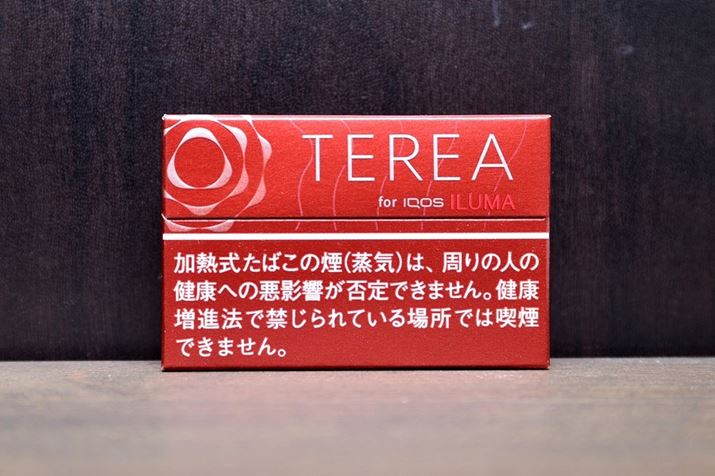 TEREA
for IQOS ILUMA
加熱式たばこの煙(蒸気)は、周りの人の
健康への悪影響が否定できません。健康
増進法で禁じられている場所では喫煙
できません。